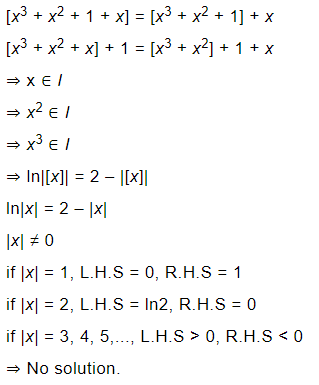 [x³ + x² + 1 + x] = [x³ + x² + 1] + x
[x³ + x² + x] + 1 = [x³ + x²] + 1 + x
⇒ x ∈ I
⇒ x² ∈ I
⇒ x³ ∈ I
⇒ ln|[x]| = 2 – |[x]|
ln|x| = 2 – |x|
|x| ≠ 0
if |x| = 1, L.H.S = 0, R.H.S = 1
if |x| = 2, L.H.S = ln2, R.H.S = 0
if |x| = 3, 4, 5,..., L.H.S > 0, R.H.S < 0
⇒ No solution.